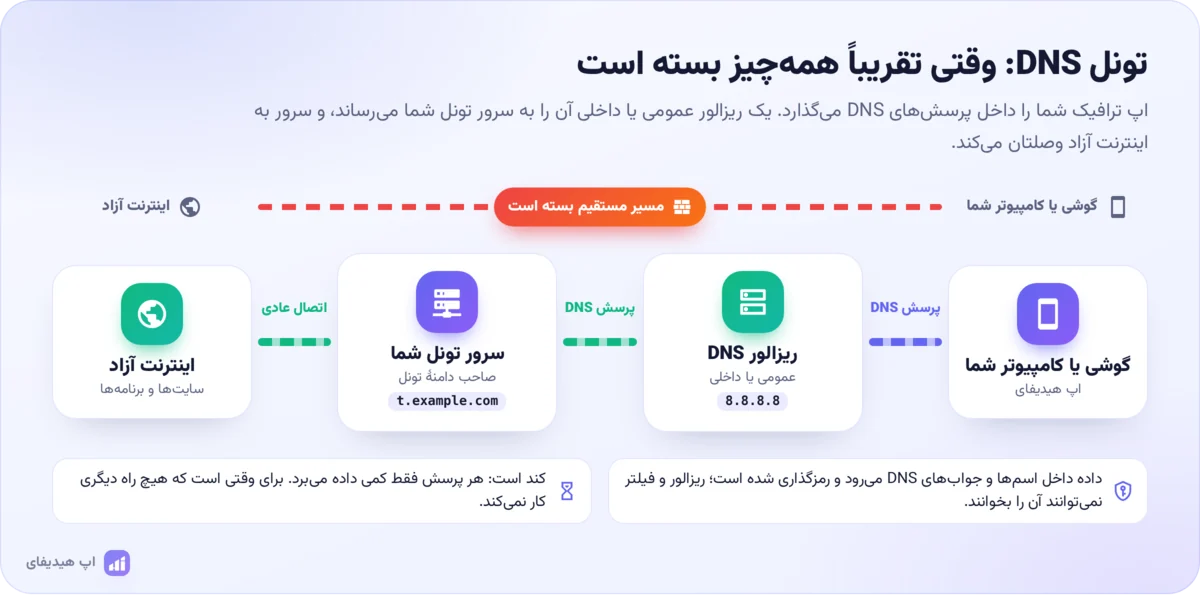 تونل DNS: وقتی تقریباً همه‌چیز بسته است
اپ ترافیک شما را داخل پرسش‌های DNS می‌گذارد. یک ریزالور عمومی یا داخلی آن را به سرور تونل شما می‌رساند، و سرور به
اینترنت آزاد وصلتان می‌کند.
گوشی یا کامپیوتر شما
مسیر مستقیم بسته است
اینترنت آزاد
گوشی یا کامپیوتر شما
اپ هیدیفای
پرسش DNS
ریزالور DNS
عمومی یا داخلی
8.8.8.8
پرسش DNS
سرور تونل شما
صاحب دامنهٔ تونل
t.example.com
اتصال عادی
اینترنت آزاد
سایت‌ها و برنامه‌ها
داده داخل اسم‌ها و جواب‌های DNS می‌رود و رمزگذاری شده است؛ ریزالور و فیلتر
نمی‌توانند آن را بخوانند.
کند است: هر پرسش فقط کمی داده می‌برد. برای وقتی است که هیچ راه دیگری
کار نمی‌کند.
اپ هیدیفای